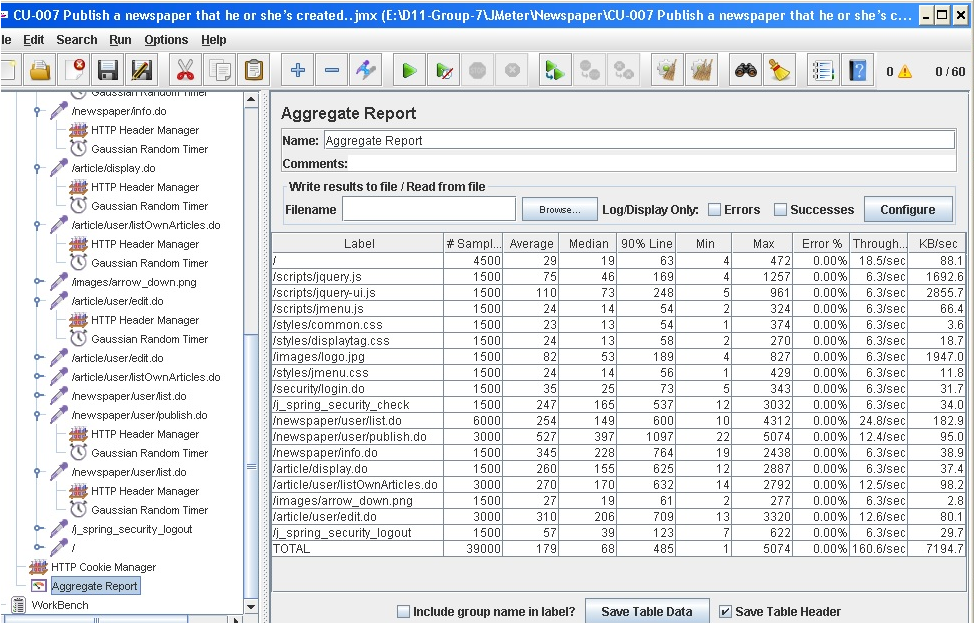 CU-007 Publish a newspaper that he or she's created..jmx (E:\D11-Group-7\JMeter\Newspaper\CU-007 Publish a newspaper that he or she's c...
le Edit Search Run Options Help
0 0 / 60
Gaussian Random Timer
/newspaper/info.do
HTTP Header Manager
Gaussian Random Timer
/article/display.do
HTTP Header Manager
Gaussian Random Timer
/article/user/listOwnArticles.do
HTTP Header Manager
Gaussian Random Timer
/images/arrow_down.png
/article/user/edit.do
HTTP Header Manager
Gaussian Random Timer
/article/user/edit.do
/article/user/listOwnArticles.do
/newspaper/user/list.do
/newspaper/user/publish.do
HTTP Header Manager
Gaussian Random Timer
/newspaper/user/list.do
HTTP Header Manager
Gaussian Random Timer
/j_spring_security_logout
/
HTTP Cookie Manager
Aggregate Report
WorkBench
Aggregate Report
Name: Aggregate Report
Comments:
Write results to file / Read from file
Filename Browse... Log/Display Only: Errors Successes Configure
Label # Sampl... Average Median 90% Line Min Max Error % Through... KB/sec
/ 4500 29 19 63 4 472 0.00% 18.5/sec 88.1
/scripts/jquery.js 1500 75 46 169 4 1257 0.00% 6.3/sec 1692.6
/scripts/jquery-ui.js 1500 110 73 248 5 961 0.00% 6.3/sec 2855.7
/scripts/jmenu.js 1500 24 14 54 2 324 0.00% 6.3/sec 66.4
/styles/common.css 1500 23 13 54 1 374 0.00% 6.3/sec 3.6
/styles/displaytag.css 1500 24 13 58 2 270 0.00% 6.3/sec 18.7
/images/logo.jpg 1500 82 53 189 4 827 0.00% 6.3/sec 1947.0
/styles/jmenu.css 1500 24 14 56 1 429 0.00% 6.3/sec 11.8
/security/login.do 1500 35 25 73 5 343 0.00% 6.3/sec 31.7
/j_spring_security_check 1500 247 165 537 12 3032 0.00% 6.3/sec 34.0
/newspaper/user/list.do 6000 254 149 600 10 4312 0.00% 24.8/sec 182.9
/newspaper/user/publish.do 3000 527 397 1097 22 5074 0.00% 12.4/sec 95.0
/newspaper/info.do 1500 345 228 764 19 2438 0.00% 6.3/sec 38.9
/article/display.do 1500 260 155 625 12 2887 0.00% 6.3/sec 37.4
/article/user/listOwnArticles.do 3000 270 170 632 14 2792 0.00% 12.5/sec 98.2
/images/arrow_down.png 1500 27 19 61 2 277 0.00% 6.3/sec 2.8
/article/user/edit.do 3000 310 206 709 13 3320 0.00% 12.6/sec 80.1
/j_spring_security_logout 1500 57 39 123 7 622 0.00% 6.3/sec 29.7
TOTAL 39000 179 68 485 1 5074 0.00% 160.6/sec 7194.7
Include group name in label? Save Table Data Save Table Header